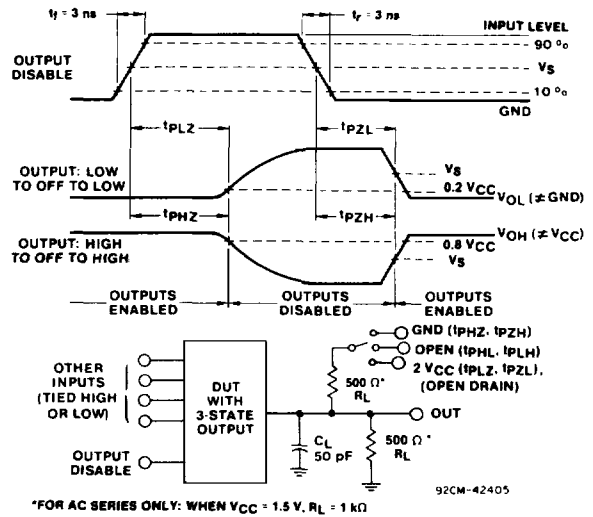 tf = 3 ns
tr = 3 ns
INPUT LEVEL
90 %
OUTPUT
DISABLE
VS
10 %
GND
tPLZ
tPZL
OUTPUT: LOW
TO OFF TO LOW
VS
0.2 VCC
VOL (≠ GND)
tPHZ
tPZH
OUTPUT: HIGH
TO OFF TO HIGH
VOH (≠ VCC)
0.8 VCC
VS
OUTPUTS
ENABLED
OUTPUTS
DISABLED
OUTPUTS
ENABLED
GND (tPHZ, tPZH)
OPEN (tPHL, tPLH)
2 VCC (tPLZ, tPZL),
(OPEN DRAIN)
OTHER
INPUTS
(TIED HIGH
OR LOW)
DUT
WITH
3-STATE
OUTPUT
500 Ω*
RL
OUT
OUTPUT
DISABLE
CL
50 pF
500 Ω*
RL
92CM-42405
*FOR AC SERIES ONLY: WHEN VCC = 1.5 V, RL = 1 kΩ